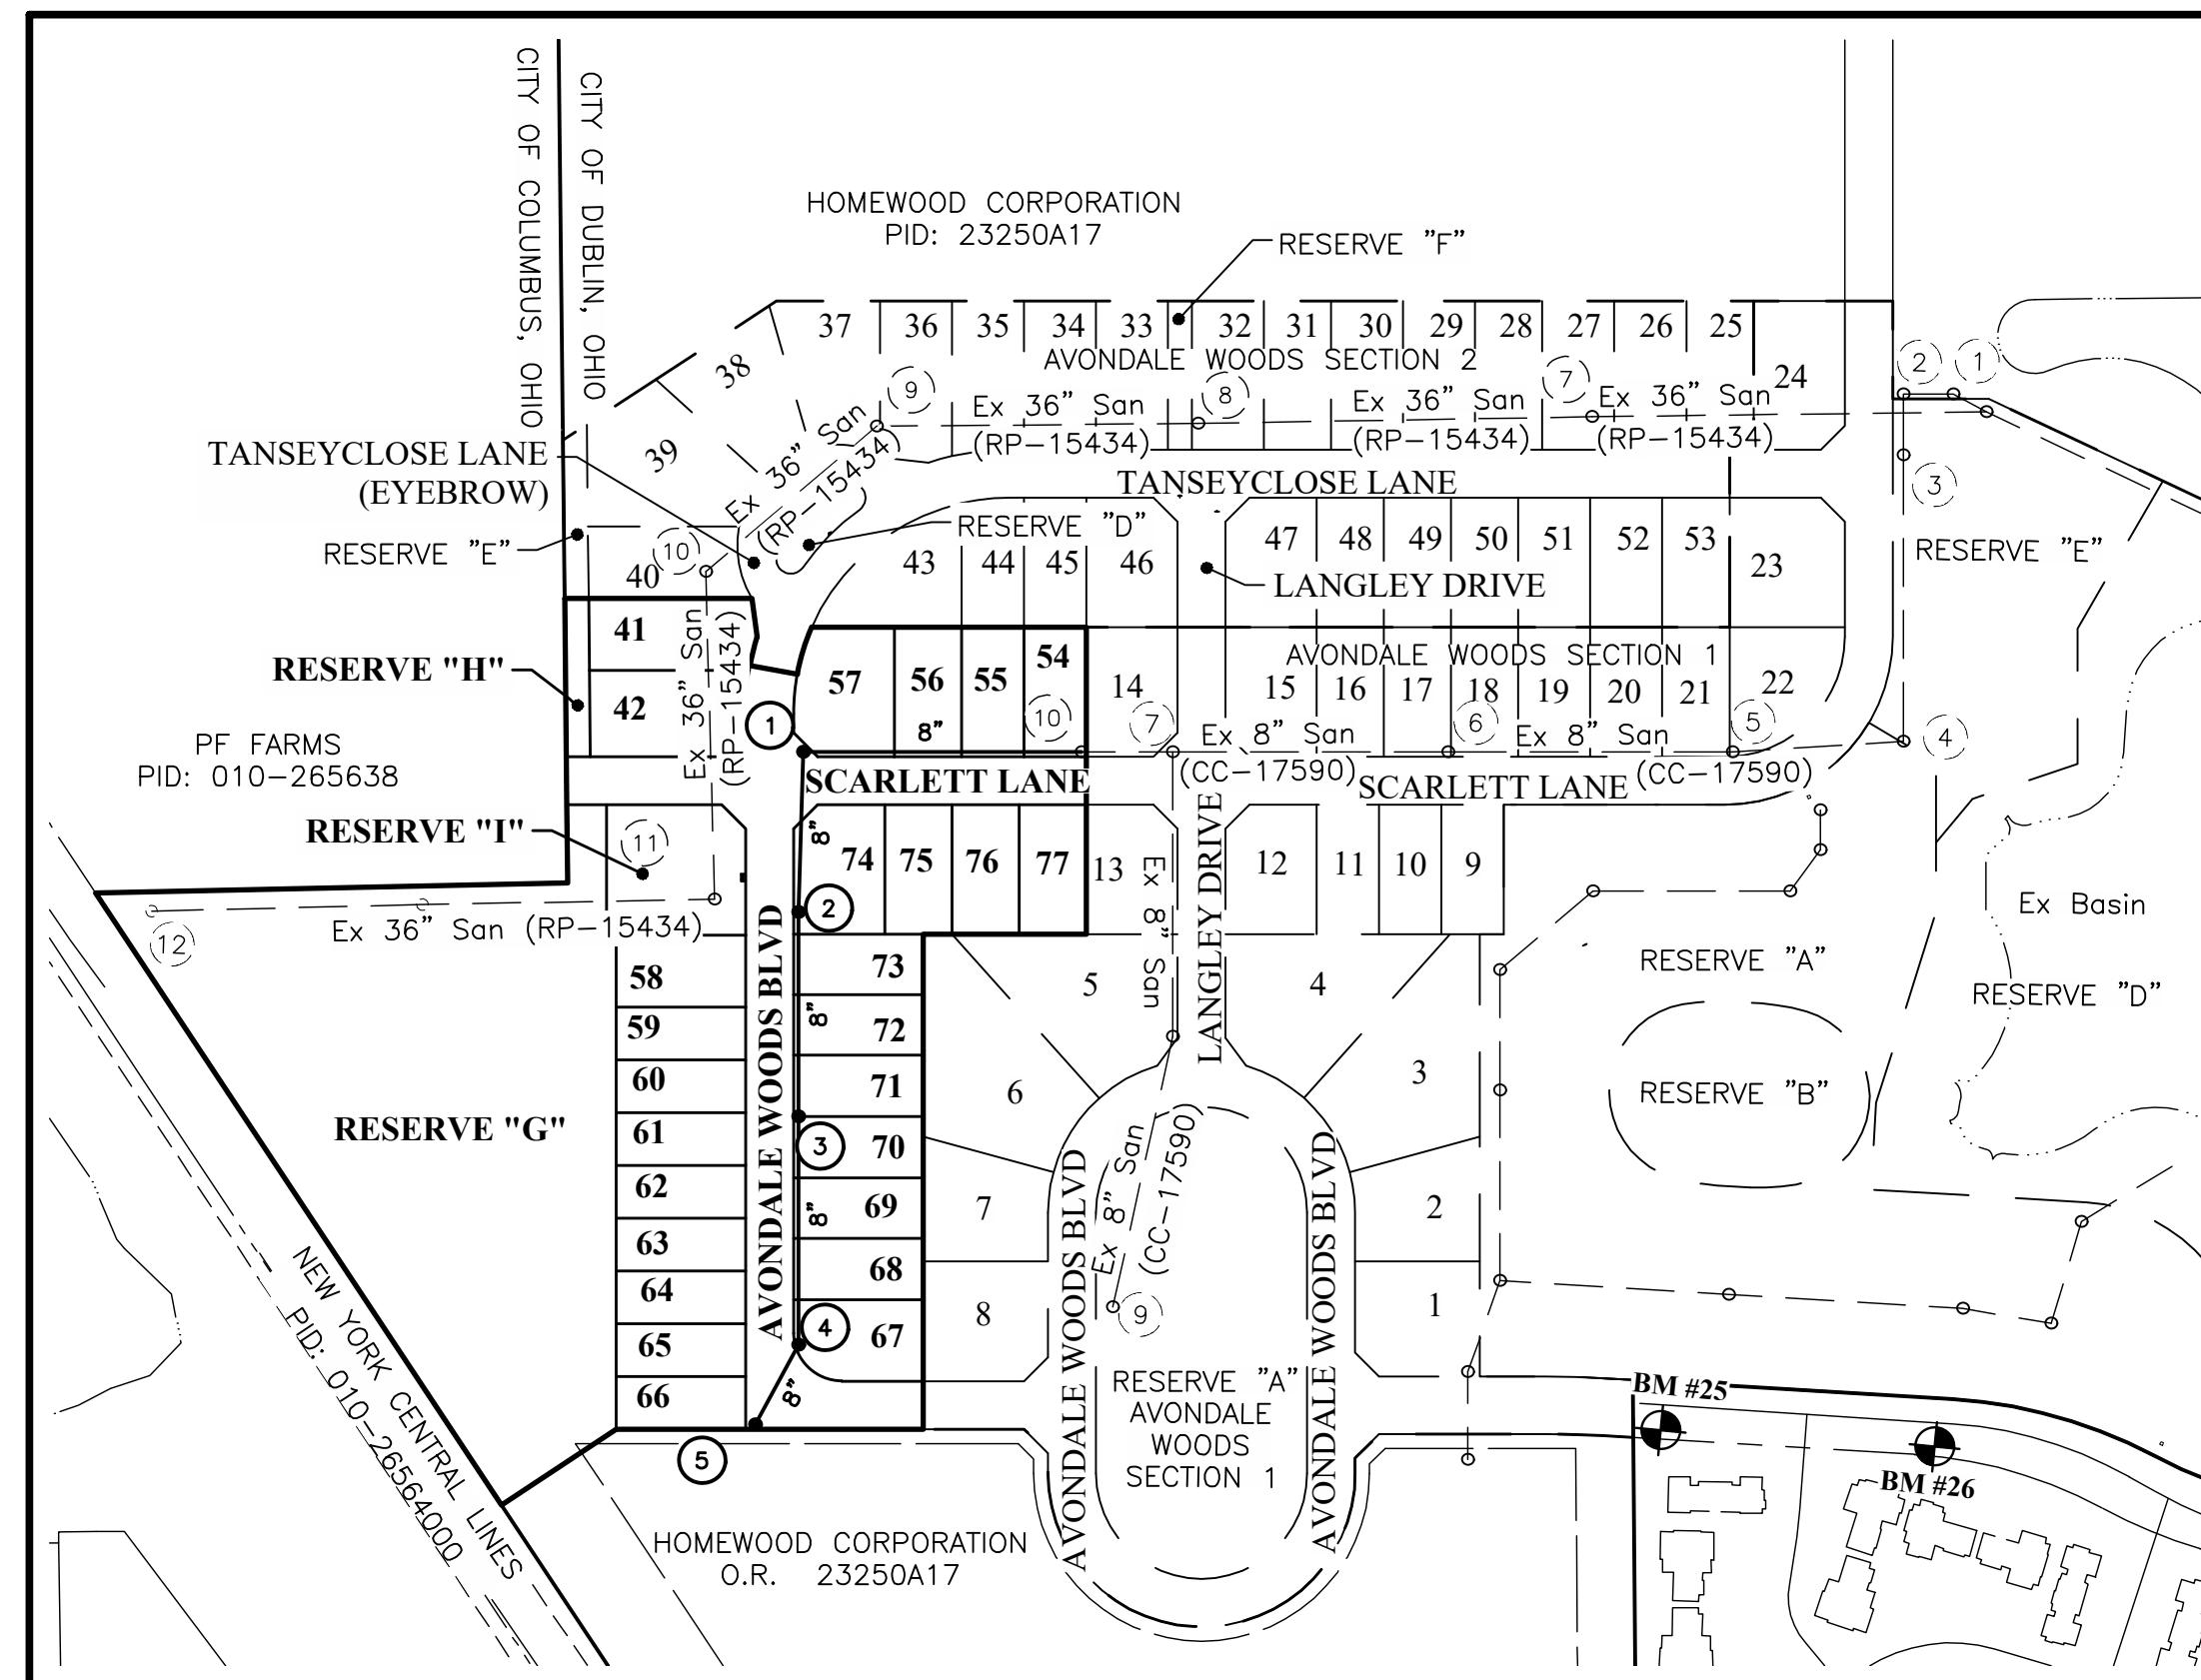 CITY OF COLUMBUS, OHIO
CITY OF DUBLIN, OHIO
HOMEWOOD CORPORATION
PID: 23250A17
RESERVE "F"
37
36
35
34
33
32
31
30
29
28
27
26
25
24
38
39
AVONDALE WOODS SECTION 2
2
1
9
8
7
Ex 36" San
(RP-15434)
Ex 36" San
(RP-15434)
Ex 36" San
(RP-15434)
Ex 36" San
(RP-15434)
TANSEYCLOSE LANE
(EYEBROW)
TANSEYCLOSE LANE
3
RESERVE "E"
RESERVE "D"
10
40
43
44
45
46
47
48
49
50
51
52
53
23
LANGLEY DRIVE
RESERVE "E"
41
42
RESERVE "H"
Ex 36" San
(RP-15434)
57
56
55
54
8"
10
14
7
AVONDALE WOODS SECTION 1
15
16
17
18
19
20
21
22
6
5
4
1
PF FARMS
PID: 010-265638
Ex 8" San
(CC-17590)
Ex 8" San
(CC-17590)
SCARLETT LANE
SCARLETT LANE
RESERVE "I"
11
8"
74
75
76
77
13
Ex 8" San
LANGLEY DRIVE
12
11
10
9
2
12
Ex 36" San (RP-15434)
Ex Basin
RESERVE "A"
RESERVE "D"
RESERVE "B"
58
59
60
61
62
63
64
65
66
AVONDALE WOODS BLVD
73
72
71
70
69
68
67
8"
8"
8"
3
4
5
5
4
6
3
7
2
8
1
RESERVE "G"
AVONDALE WOODS BLVD
Ex 8" San
(CC-17590)
9
AVONDALE WOODS BLVD
RESERVE "A"
AVONDALE
WOODS
SECTION 1
BM #25
BM #26
NEW YORK CENTRAL LINES
PID: 010-26564000
HOMEWOOD CORPORATION
O.R. 23250A17